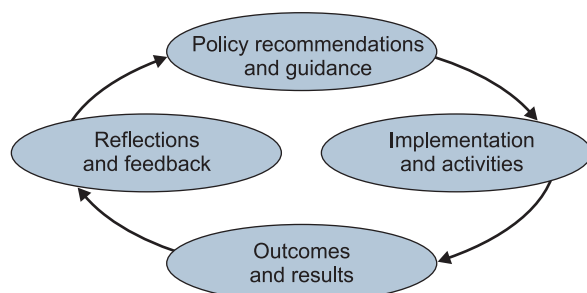 Policy recommendations
and guidance
Implementation
and activities
Outcomes
and results
Reflections
and feedback